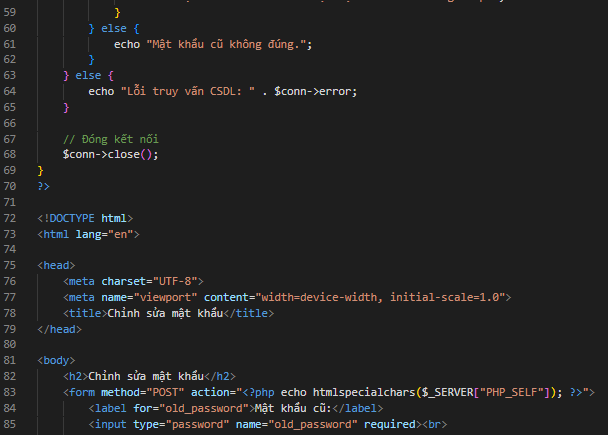 59 }
60 } else {
61 echo "Mật khẩu cũ không đúng.";
62 }
63 } else {
64 echo "Lỗi truy vấn CSDL: " . $conn->error;
65 }
66
67 // Đóng kết nối
68 $conn->close();
69 }
70 ?>
71
72 <!DOCTYPE html>
73 <html lang="en">
74
75 <head>
76 <meta charset="UTF-8">
77 <meta name="viewport" content="width=device-width, initial-scale=1.0">
78 <title>Chỉnh sửa mật khẩu</title>
79 </head>
80
81 <body>
82 <h2>Chỉnh sửa mật khẩu</h2>
83 <form method="POST" action="<?php echo htmlspecialchars($_SERVER["PHP_SELF"]); ?>">
84 <label for="old_password">Mật khẩu cũ:</label>
85 <input type="password" name="old_password" required><br>